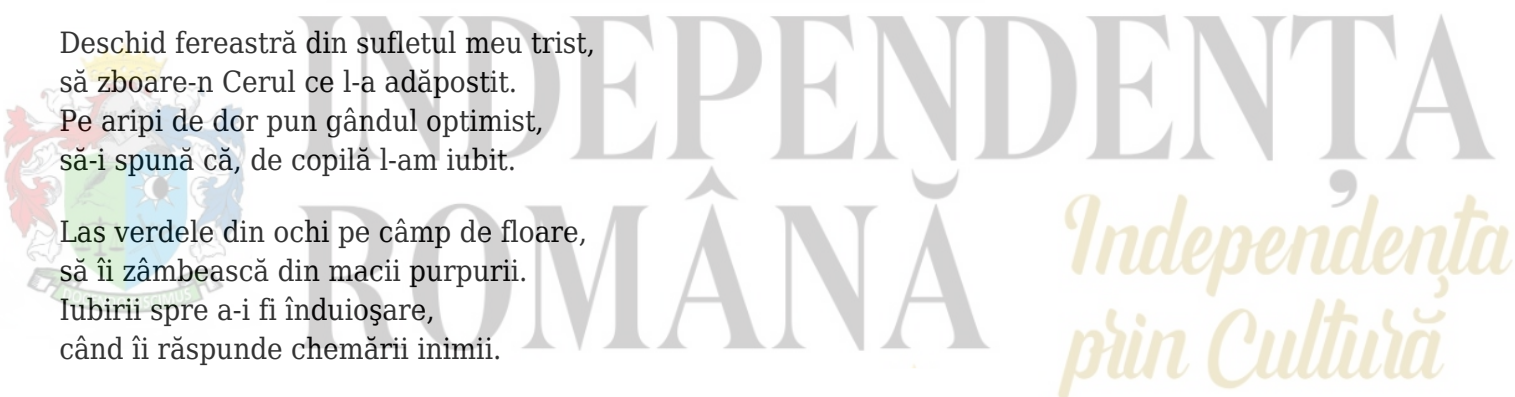 INDEPENDENȚA
ROMÂNĂ
Independenţa
prin Cultură
Deschid fereastră din sufletul meu trist,
să zboare-n Cerul ce l-a adăpostit.
Pe aripi de dor pun gândul optimist,
să-i spună că, de copilă l-am iubit.
Las verdele din ochi pe câmp de floare,
să îi zâmbească din macii purpurii.
Iubirii spre a-i fi înduioşare,
când îi răspunde chemării inimii.